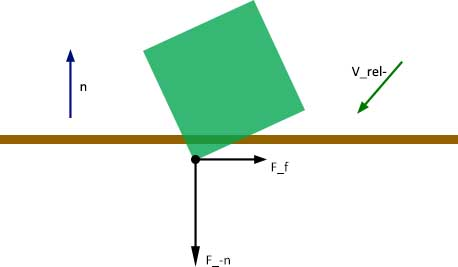 n
V_rel-
F_f
F_-n